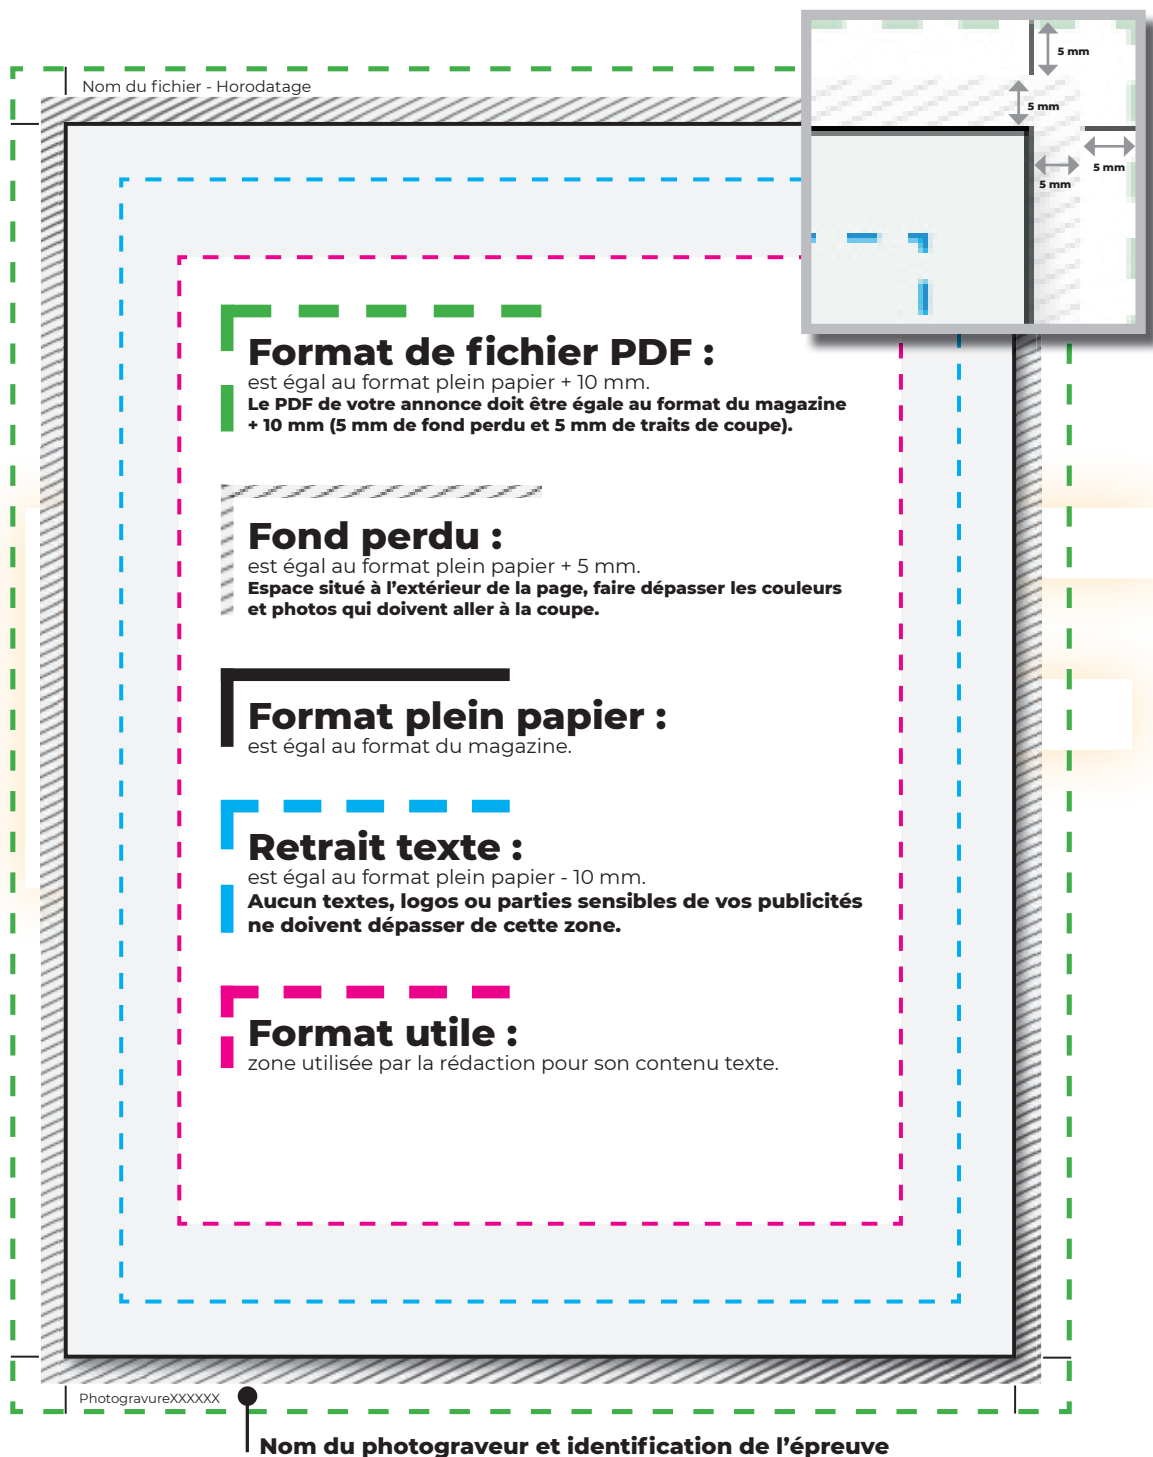 5 mm
Nom du fichier - Horodatage
5 mm
5 mm
5 mm
Format de fichier PDF :
est égal au format plein papier + 10 mm.
Le PDF de votre annonce doit être égale au format du magazine
+ 10 mm (5 mm de fond perdu et 5 mm de traits de coupe).
Fond perdu :
est égal au format plein papier + 5 mm.
Espace situé à l’extérieur de la page, faire dépasser les couleurs
et photos qui doivent aller à la coupe.
Format plein papier :
est égal au format du magazine.
Retrait texte :
est égal au format plein papier - 10 mm.
Aucun textes, logos ou parties sensibles de vos publicités
ne doivent dépasser de cette zone.
Format utile :
zone utilisée par la rédaction pour son contenu texte.
PhotogravureXXXXXX
Nom du photograveur et identification de l’épreuve